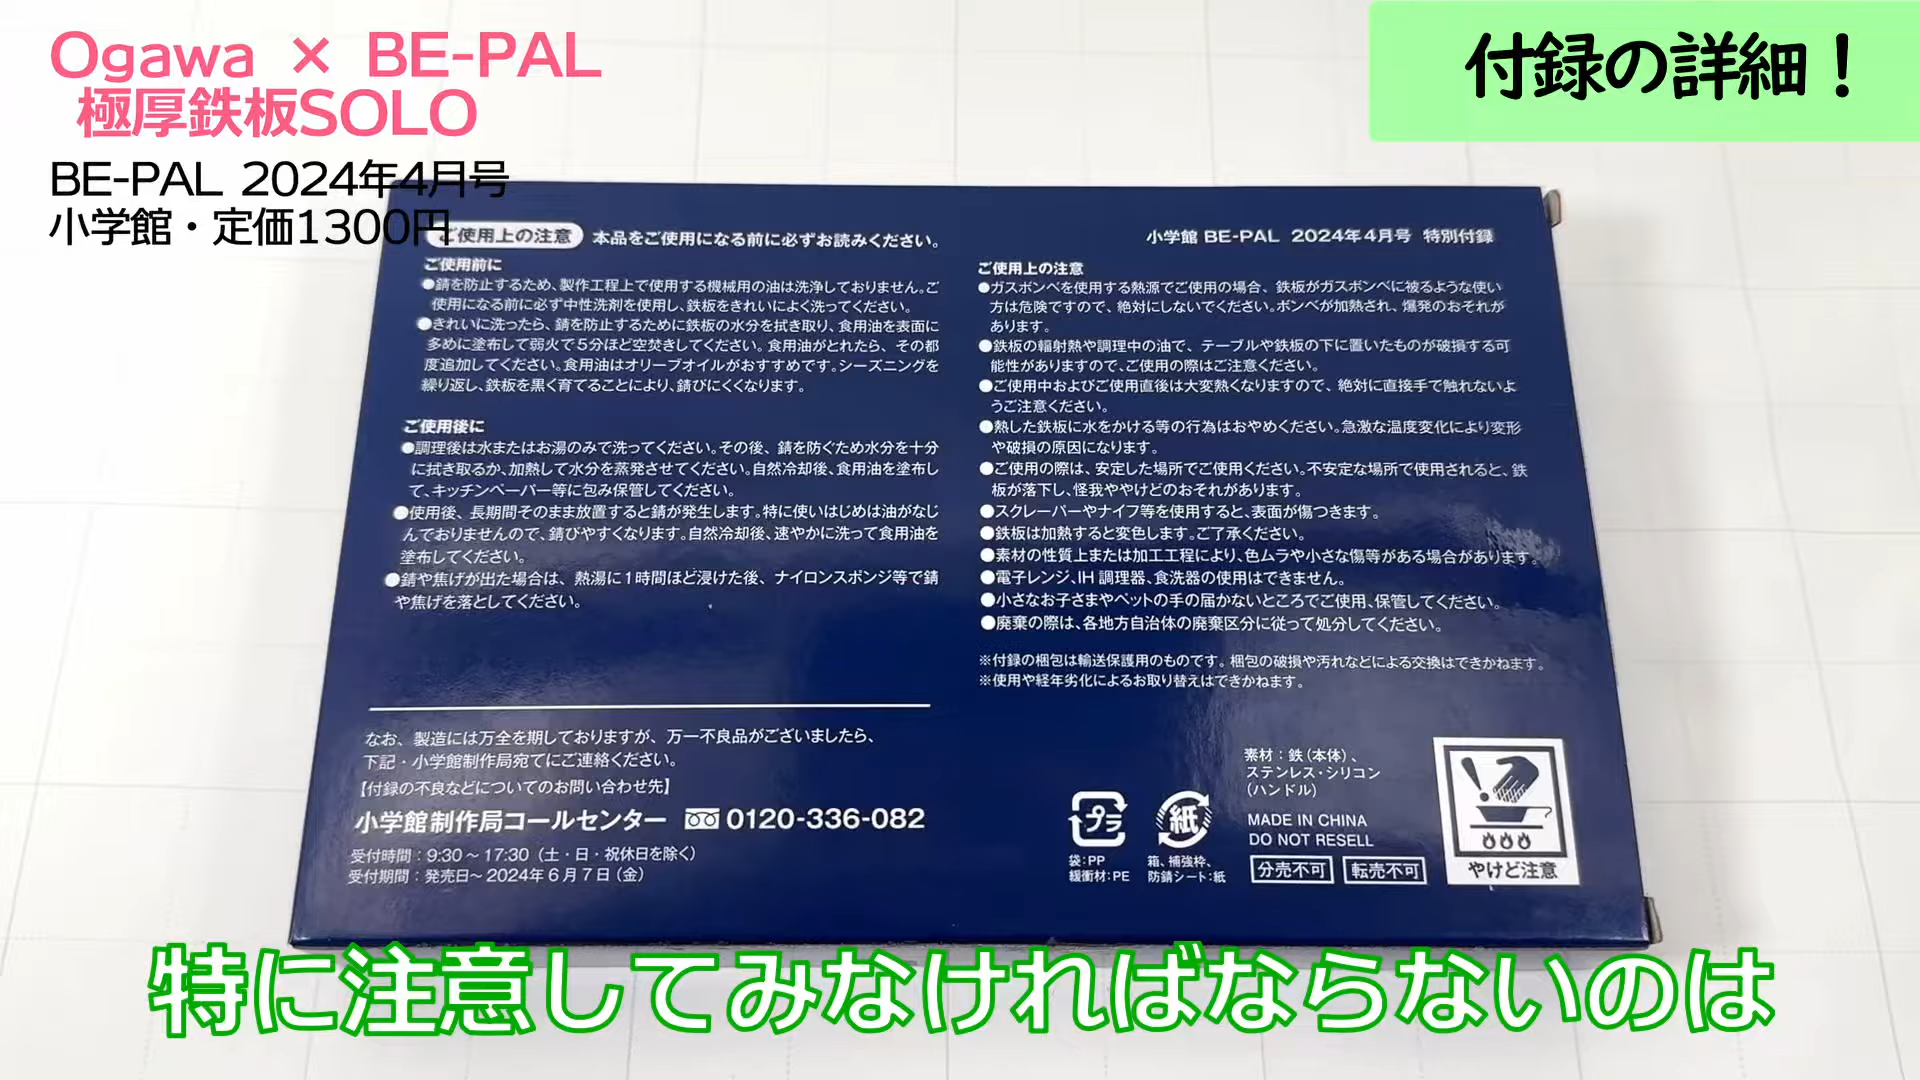 Ogawa × BE-PAL
極厚鉄板SOLO
BE-PAL 2024年4月号
小学館・定価1300円
付録の詳細！
ご使用上の注意 本品をご使用になる前に必ずお読みください。
ご使用前に
●錆を防止するため、製作工程上で使用する機械用の油は洗浄しておりません。ご
使用になる前に必ず中性洗剤を使用し、鉄板をきれいによく洗ってください。
●きれいに洗ったら、錆を防止するために鉄板の水分を拭き取り、食用油を表面に
多めに塗布して弱火で5分ほど空焚きしてください。食用油がとれたら、その都
度追加してください。食用油はオリーブオイルがおすすめです。シーズニングを
繰り返し、鉄板を黒く育てることにより、錆びにくくなります。
ご使用後に
●調理後は水またはお湯のみで洗ってください。その後、錆を防ぐため水分を十分
に拭き取るか、加熱して水分を蒸発させてください。自然冷却後、食用油を塗布し
て、キッチンペーパー等に包み保管してください。
●使用後、長期間そのまま放置すると錆が発生します。特に使いはじめは油がなじ
んでおりませんので、錆びやすくなります。自然冷却後、速やかに洗って食用油を
塗布してください。
●錆や焦げが出た場合は、熱湯に1時間ほど浸けた後、ナイロンスポンジ等で錆
や焦げを落としてください。
なお、製造には万全を期しておりますが、万一不良品がございましたら、
下記・小学館制作局宛てにご連絡ください。
【付録の不良などについてのお問い合わせ先】
小学館制作局コールセンター 0120-336-082
受付時間：9:30～17:30（土・日・祝休日を除く）
受付期間：発売日～2024年6月7日（金）
小学館 BE-PAL 2024年4月号 特別付録
ご使用上の注意
●ガスボンベを使用する熱源でご使用の場合、鉄板がガスボンベに被るような使い
方は危険ですので、絶対にしないでください。ボンベが加熱され、爆発のおそれが
あります。
●鉄板の輻射熱や調理中の油で、テーブルや鉄板の下に置いたものが破損する可
能性がありますので、ご使用の際はご注意ください。
●ご使用中およびご使用直後は大変熱くなりますので、絶対に直接手で触れないよ
うご注意ください。
●熱した鉄板に水をかける等の行為はおやめください。急激な温度変化により変形
や破損の原因になります。
●ご使用の際は、安定した場所でご使用ください。不安定な場所で使用されると、鉄
板が落下し、怪我ややけどのおそれがあります。
●スクレーパーやナイフ等を使用すると、表面が傷つきます。
●鉄板は加熱すると変色します。ご了承ください。
●素材の性質上または加工工程により、色ムラや小さな傷等がある場合があります。
●電子レンジ、IH調理器、食洗器の使用はできません。
●小さなお子さまやペットの手の届かないところでご使用、保管してください。
●廃棄の際は、各地方自治体の廃棄区分に従って処分してください。
※付録の梱包は輸送保護用のものです。梱包の破損や汚れなどによる交換はできかねます。
※使用や経年劣化によるお取り替えはできかねます。
プラ
袋：PP
緩衝材：PE
紙
箱、補強枠、
防錆シート：紙
素材：鉄（本体）、
ステンレス・シリコン
（ハンドル）
MADE IN CHINA
DO NOT RESELL
分売不可 転売不可
やけど注意
特に注意してみなければならないのは